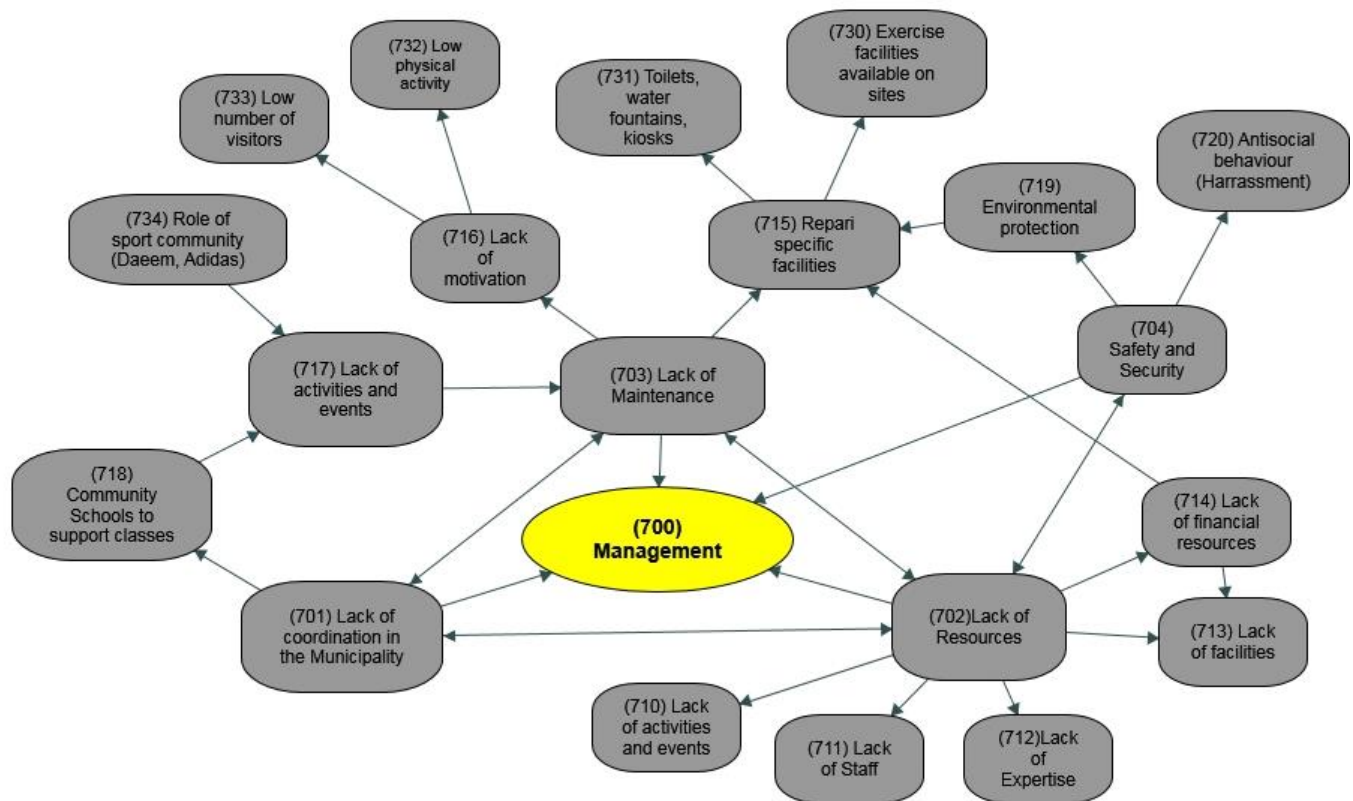 (732) Low
physical
activity
(730) Exercise
facilities
available on
sites
(733) Low
number of
visitors
(731) Toilets,
water
fountains,
kiosks
(720) Antisocial
behaviour
(Harrassment)
(719)
Environmental
protection
(734) Role of
sport community
(Daeem, Adidas)
(716) Lack
of
motivation
(715) Repari
specific
facilities
(704)
Safety and
Security
(717) Lack of
activities and
events
(703) Lack of
Maintenance
(718)
Community
Schools to
support classes
(700)
Management
(714) Lack
of financial
resources
(701) Lack of
coordination in
the Municipality
(702)Lack of
Resources
(713) Lack
of facilities
(710) Lack
of activities
and events
(711) Lack
of Staff
(712)Lack
of
Expertise